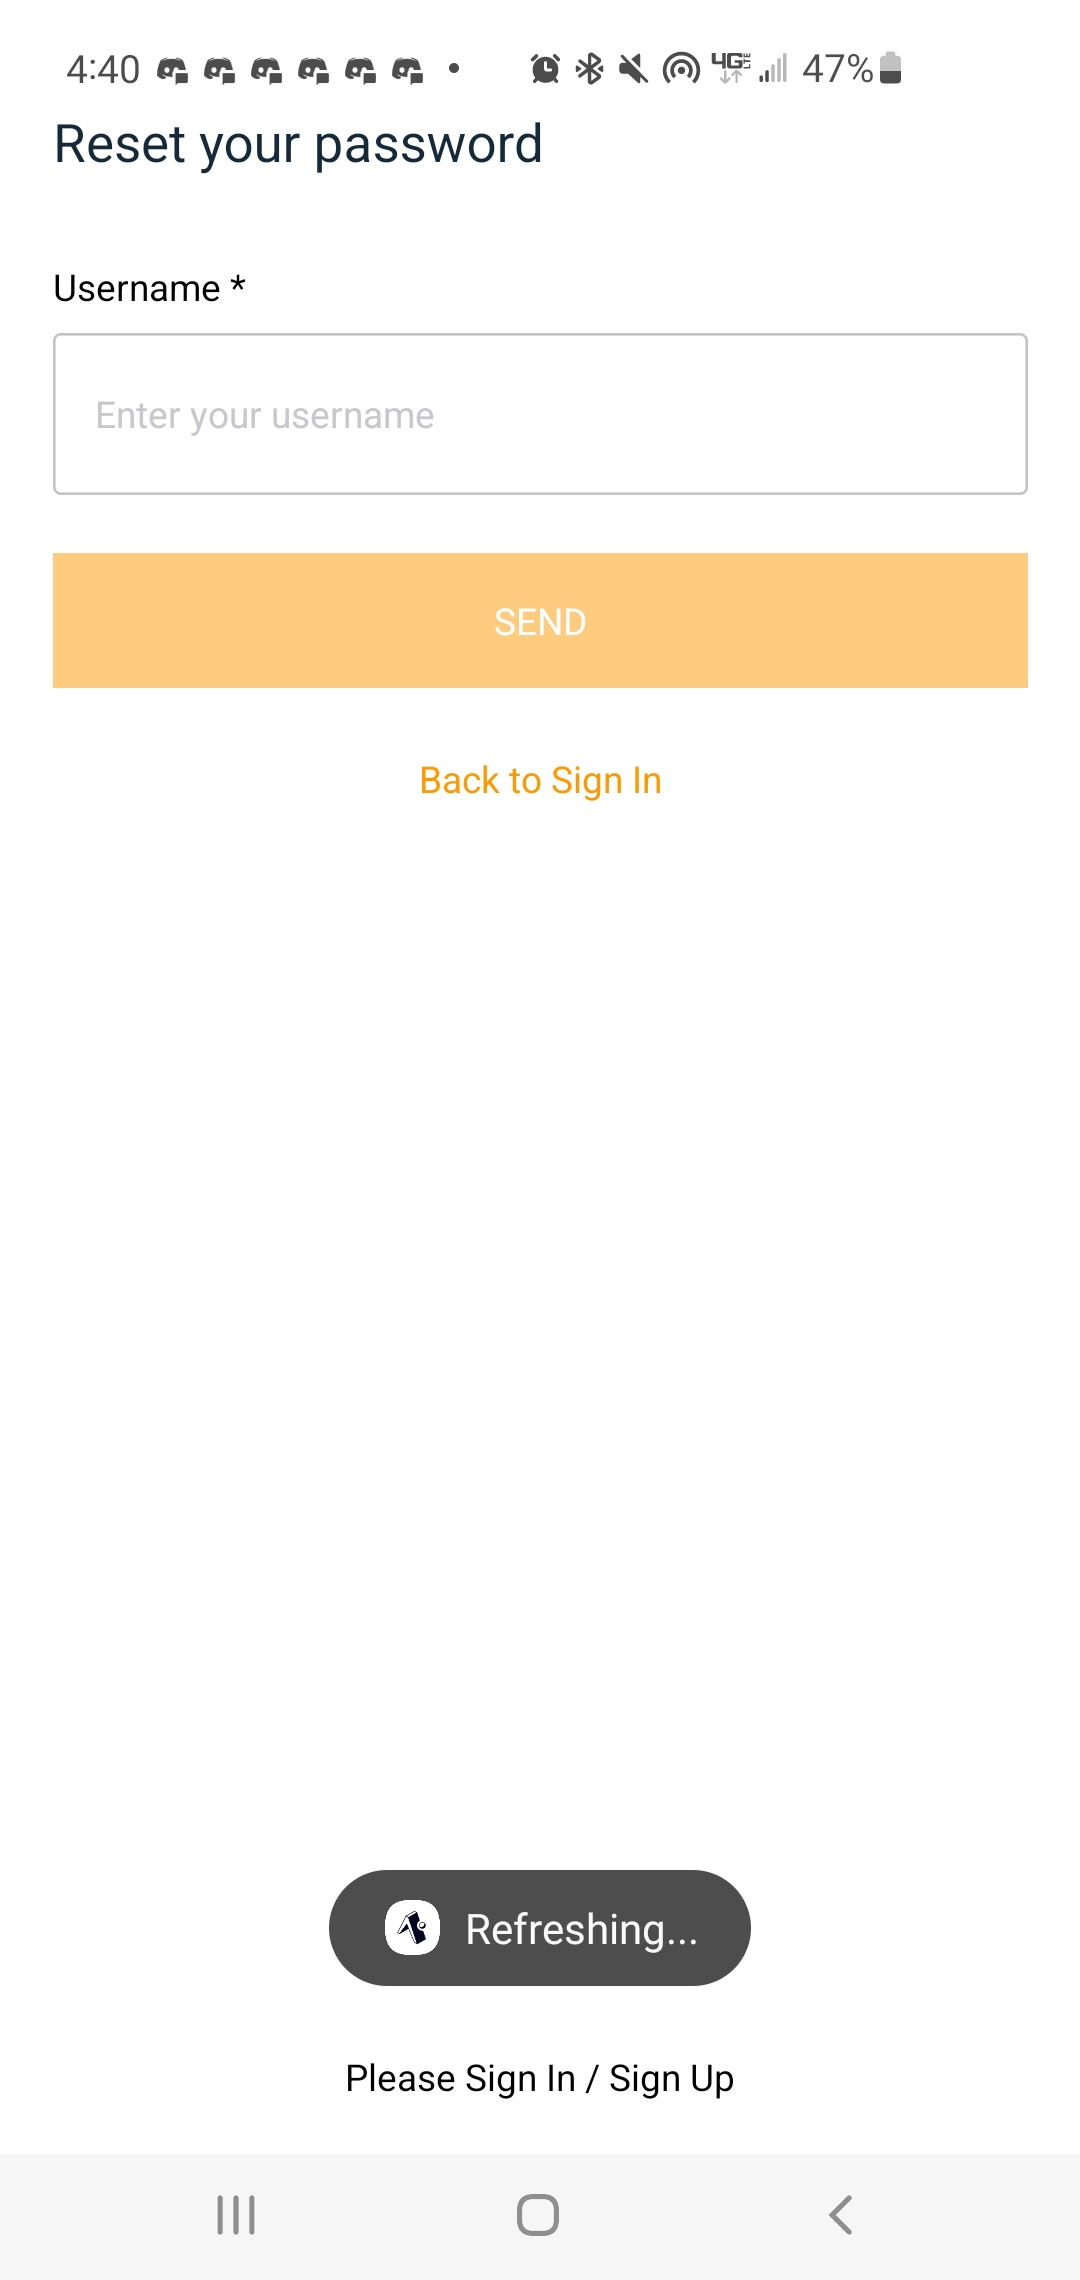 4:40 4G LTE 47%
Reset your password
Username *
Enter your username
SEND
Back to Sign In
Refreshing...
Please Sign In / Sign Up